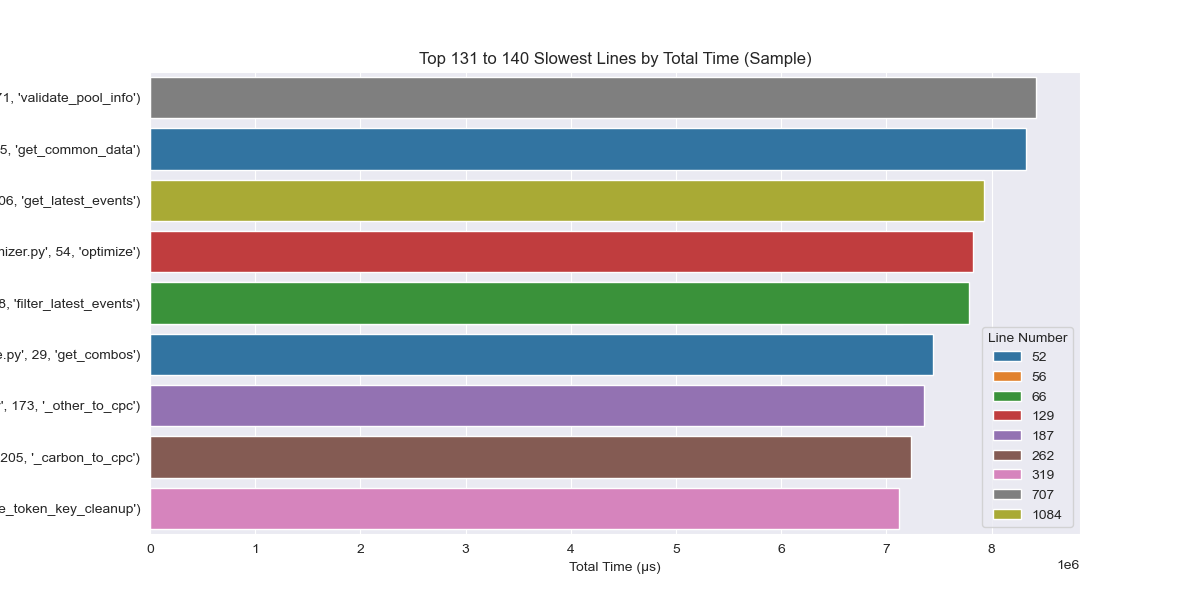 Top 131 to 140 Slowest Lines by Total Time (Sample)
71, 'validate_pool_info')
5, 'get_common_data')
06, 'get_latest_events')
mizer.py', 54, 'optimize')
8, 'filter_latest_events')
e.py', 29, 'get_combos')
', 173, '_other_to_cpc')
205, '_carbon_to_cpc')
e_token_key_cleanup')
Line Number
52
56
66
129
187
262
319
707
1084
0 1 2 3 4 5 6 7 8
1e6
Total Time (µs)